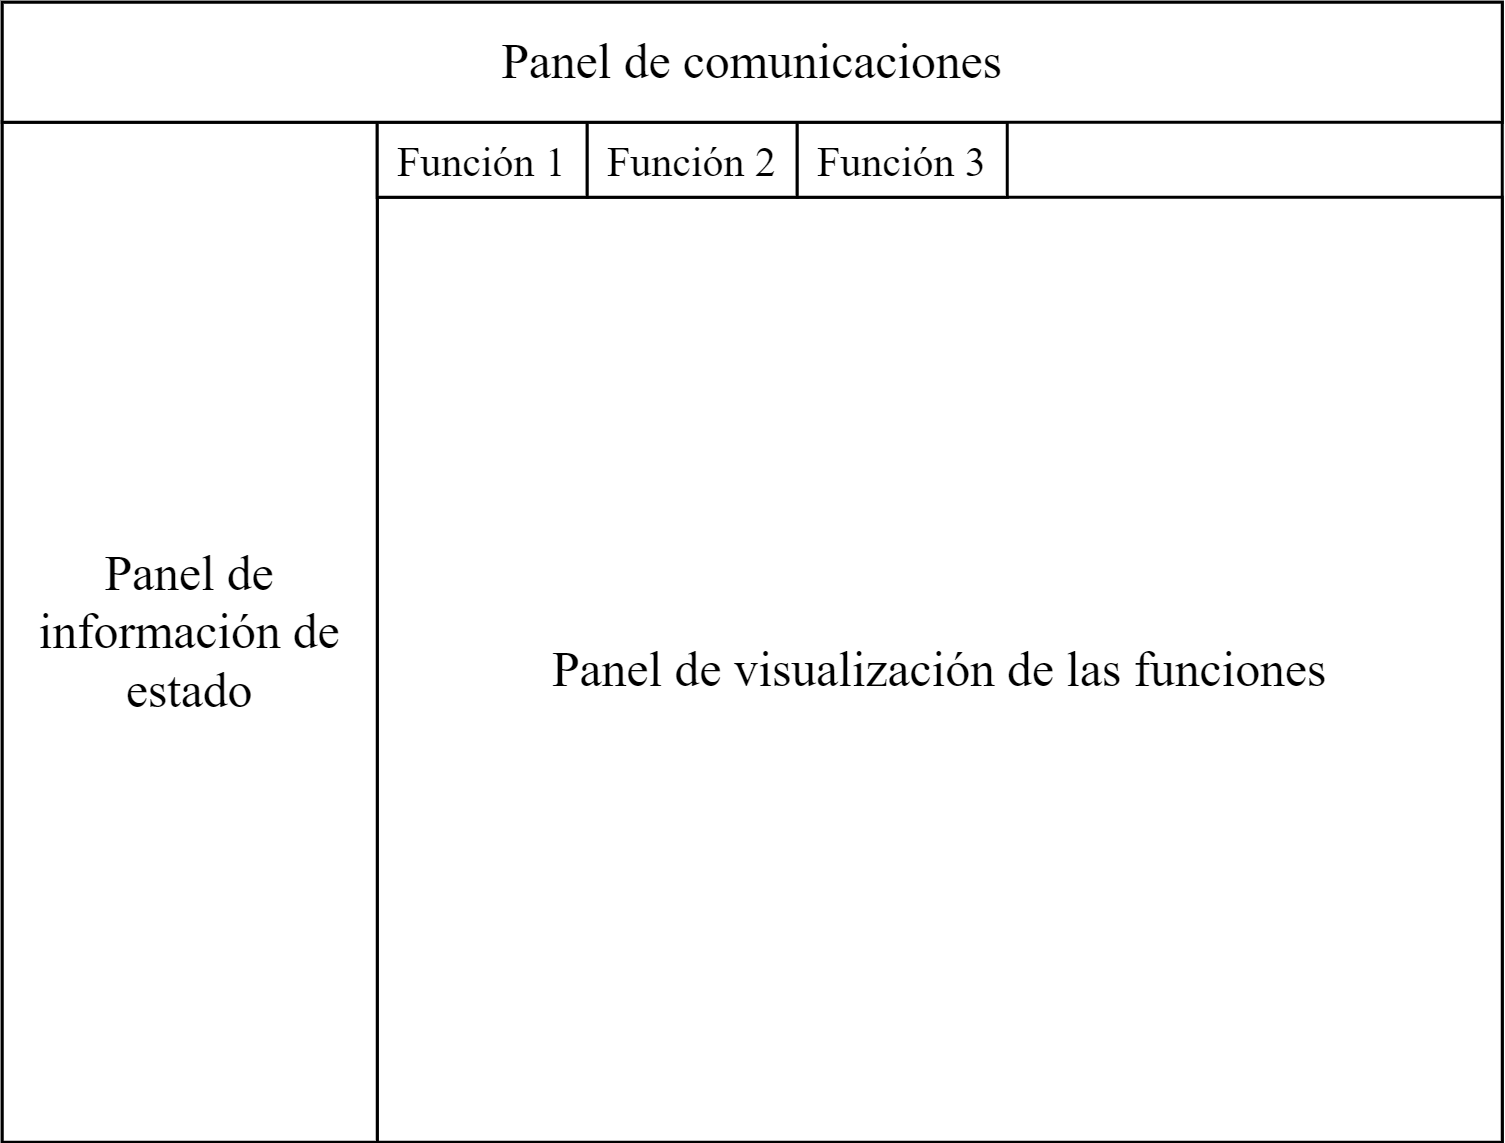 Panel de comunicaciones
Función 1
Función 2
Función 3
Panel de
información de
estado
Panel de visualización de las funciones